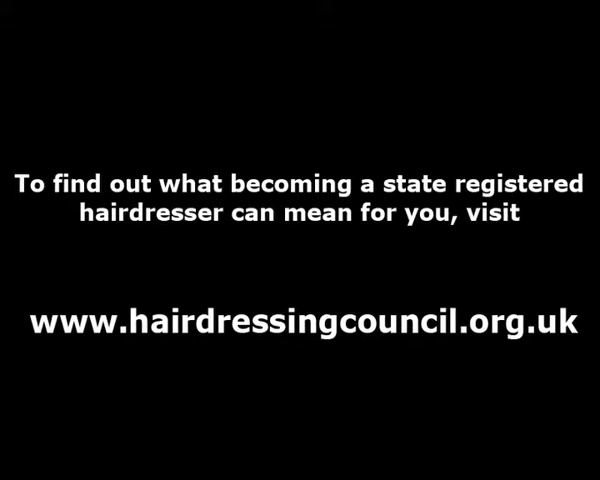 To find out what becoming a state registered
hairdresser can mean for you, visit
www.hairdressingcouncil.org.uk